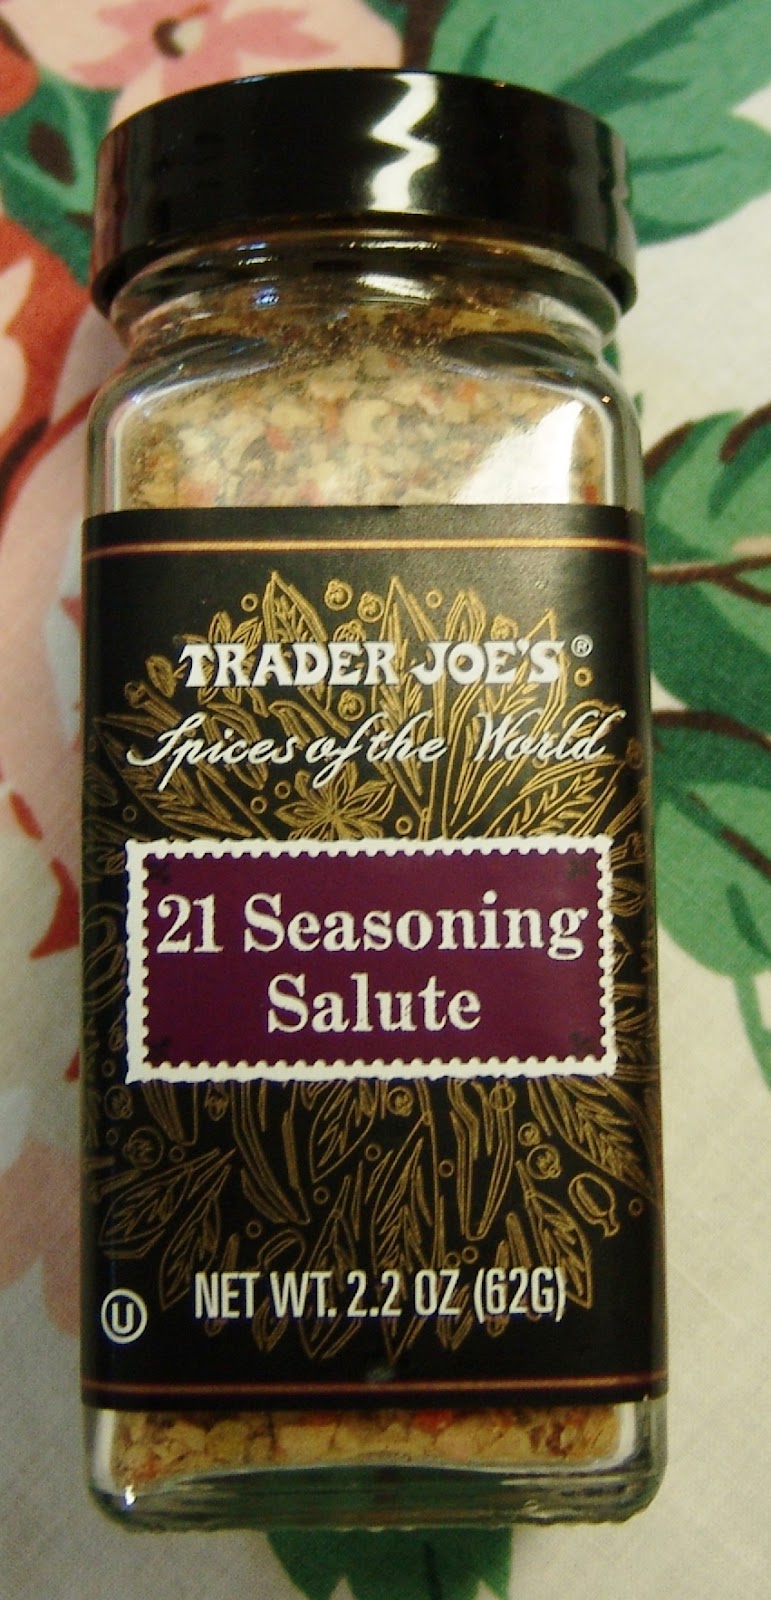 TRADER JOE'S®
Spices of the World
21 Seasoning
Salute
U
NET WT. 2.2 OZ (62G)